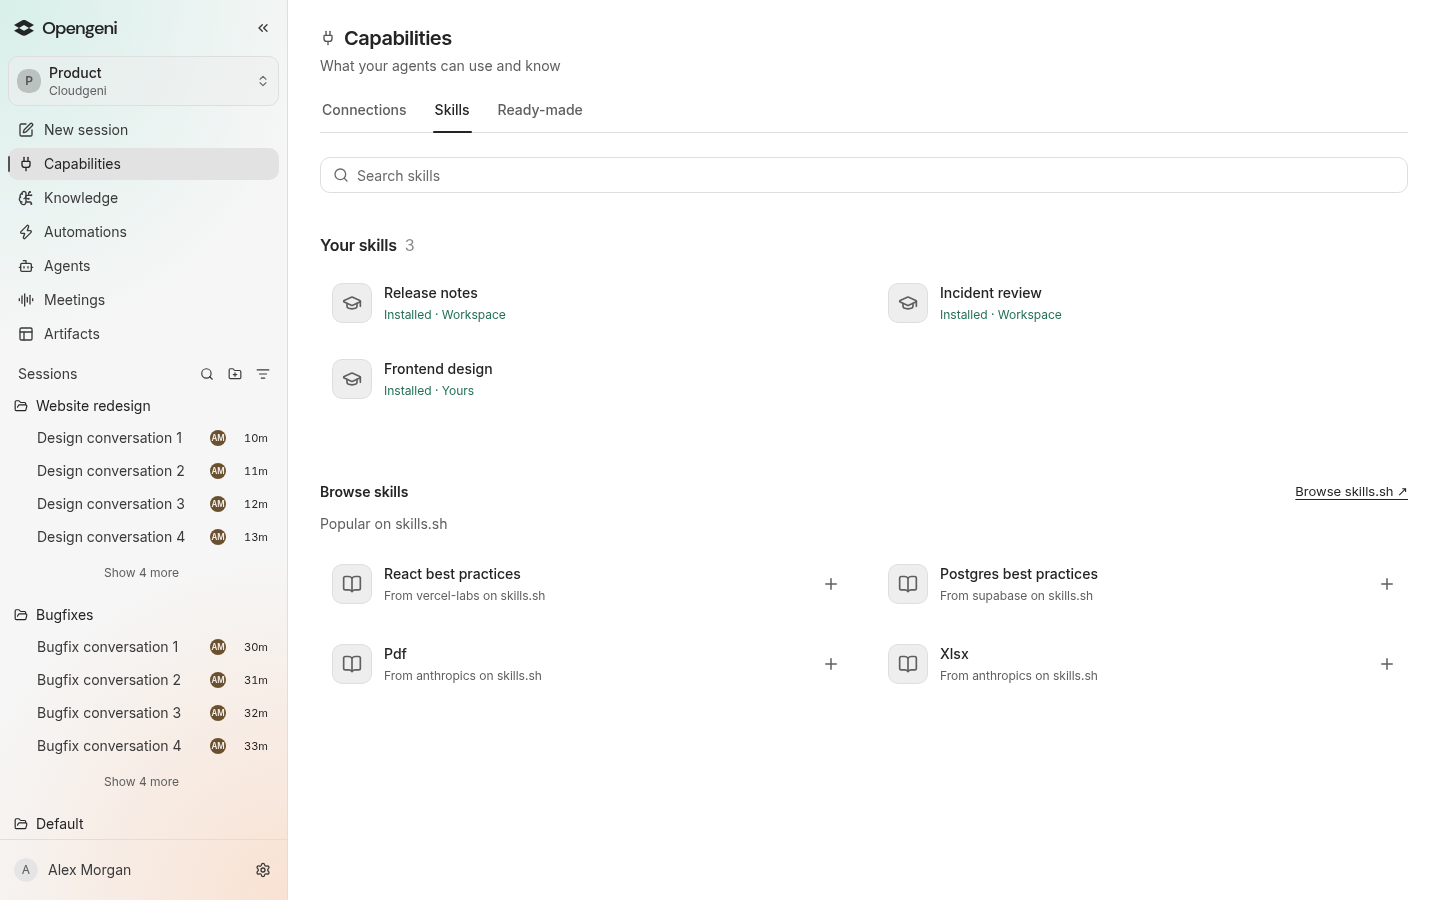 Opengeni
P
Product
Cloudgeni
New session
Capabilities
Knowledge
Automations
Agents
Meetings
Artifacts
Sessions
Website redesign
Design conversation 1 AM 10m
Design conversation 2 AM 11m
Design conversation 3 AM 12m
Design conversation 4 AM 13m
Show 4 more
Bugfixes
Bugfix conversation 1 AM 30m
Bugfix conversation 2 AM 31m
Bugfix conversation 3 AM 32m
Bugfix conversation 4 AM 33m
Show 4 more
Default
A Alex Morgan
Capabilities
What your agents can use and know
Connections Skills Ready-made
Search skills
Your skills 3
Release notes
Installed · Workspace
Incident review
Installed · Workspace
Frontend design
Installed · Yours
Browse skills
Browse skills.sh ↗
Popular on skills.sh
React best practices
From vercel-labs on skills.sh
Postgres best practices
From supabase on skills.sh
Pdf
From anthropics on skills.sh
Xlsx
From anthropics on skills.sh